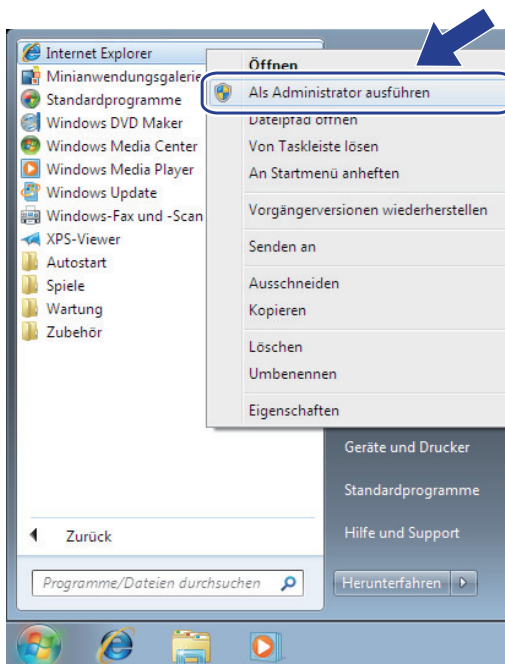 Internet Explorer
Minianwendungsgalerie
Standardprogramme
Windows DVD Maker
Windows Media Center
Windows Media Player
Windows Update
Windows-Fax und -Scan
XPS-Viewer
Autostart
Spiele
Wartung
Zubehör
Öffnen
Als Administrator ausführen
Dateipfad öffnen
Von Taskleiste lösen
An Startmenü anheften
Vorgängerversionen wiederherstellen
Senden an
Ausschneiden
Kopieren
Löschen
Umbenennen
Eigenschaften
Geräte und Drucker
Standardprogramme
Hilfe und Support
Zurück
Programme/Dateien durchsuchen
Herunterfahren